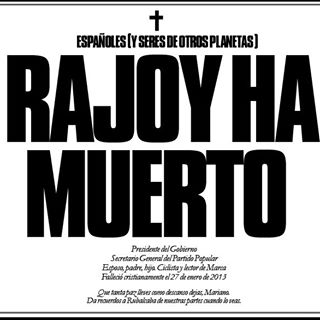 ESPAÑOLES (Y SERES DE OTROS PLANETAS)
RAJOY HA
MUERTO
Presidente del Gobierno
Secretario General del Partido Popular
Esposo, padre, hijo. Ciclista y lector de Marca
Falleció cristianamente el 27 de enero de 2013
Que tanta paz lleves como descanso dejas, Mariano.
Da recuerdos a Rubalcaba de nuestras partes cuando lo veas.